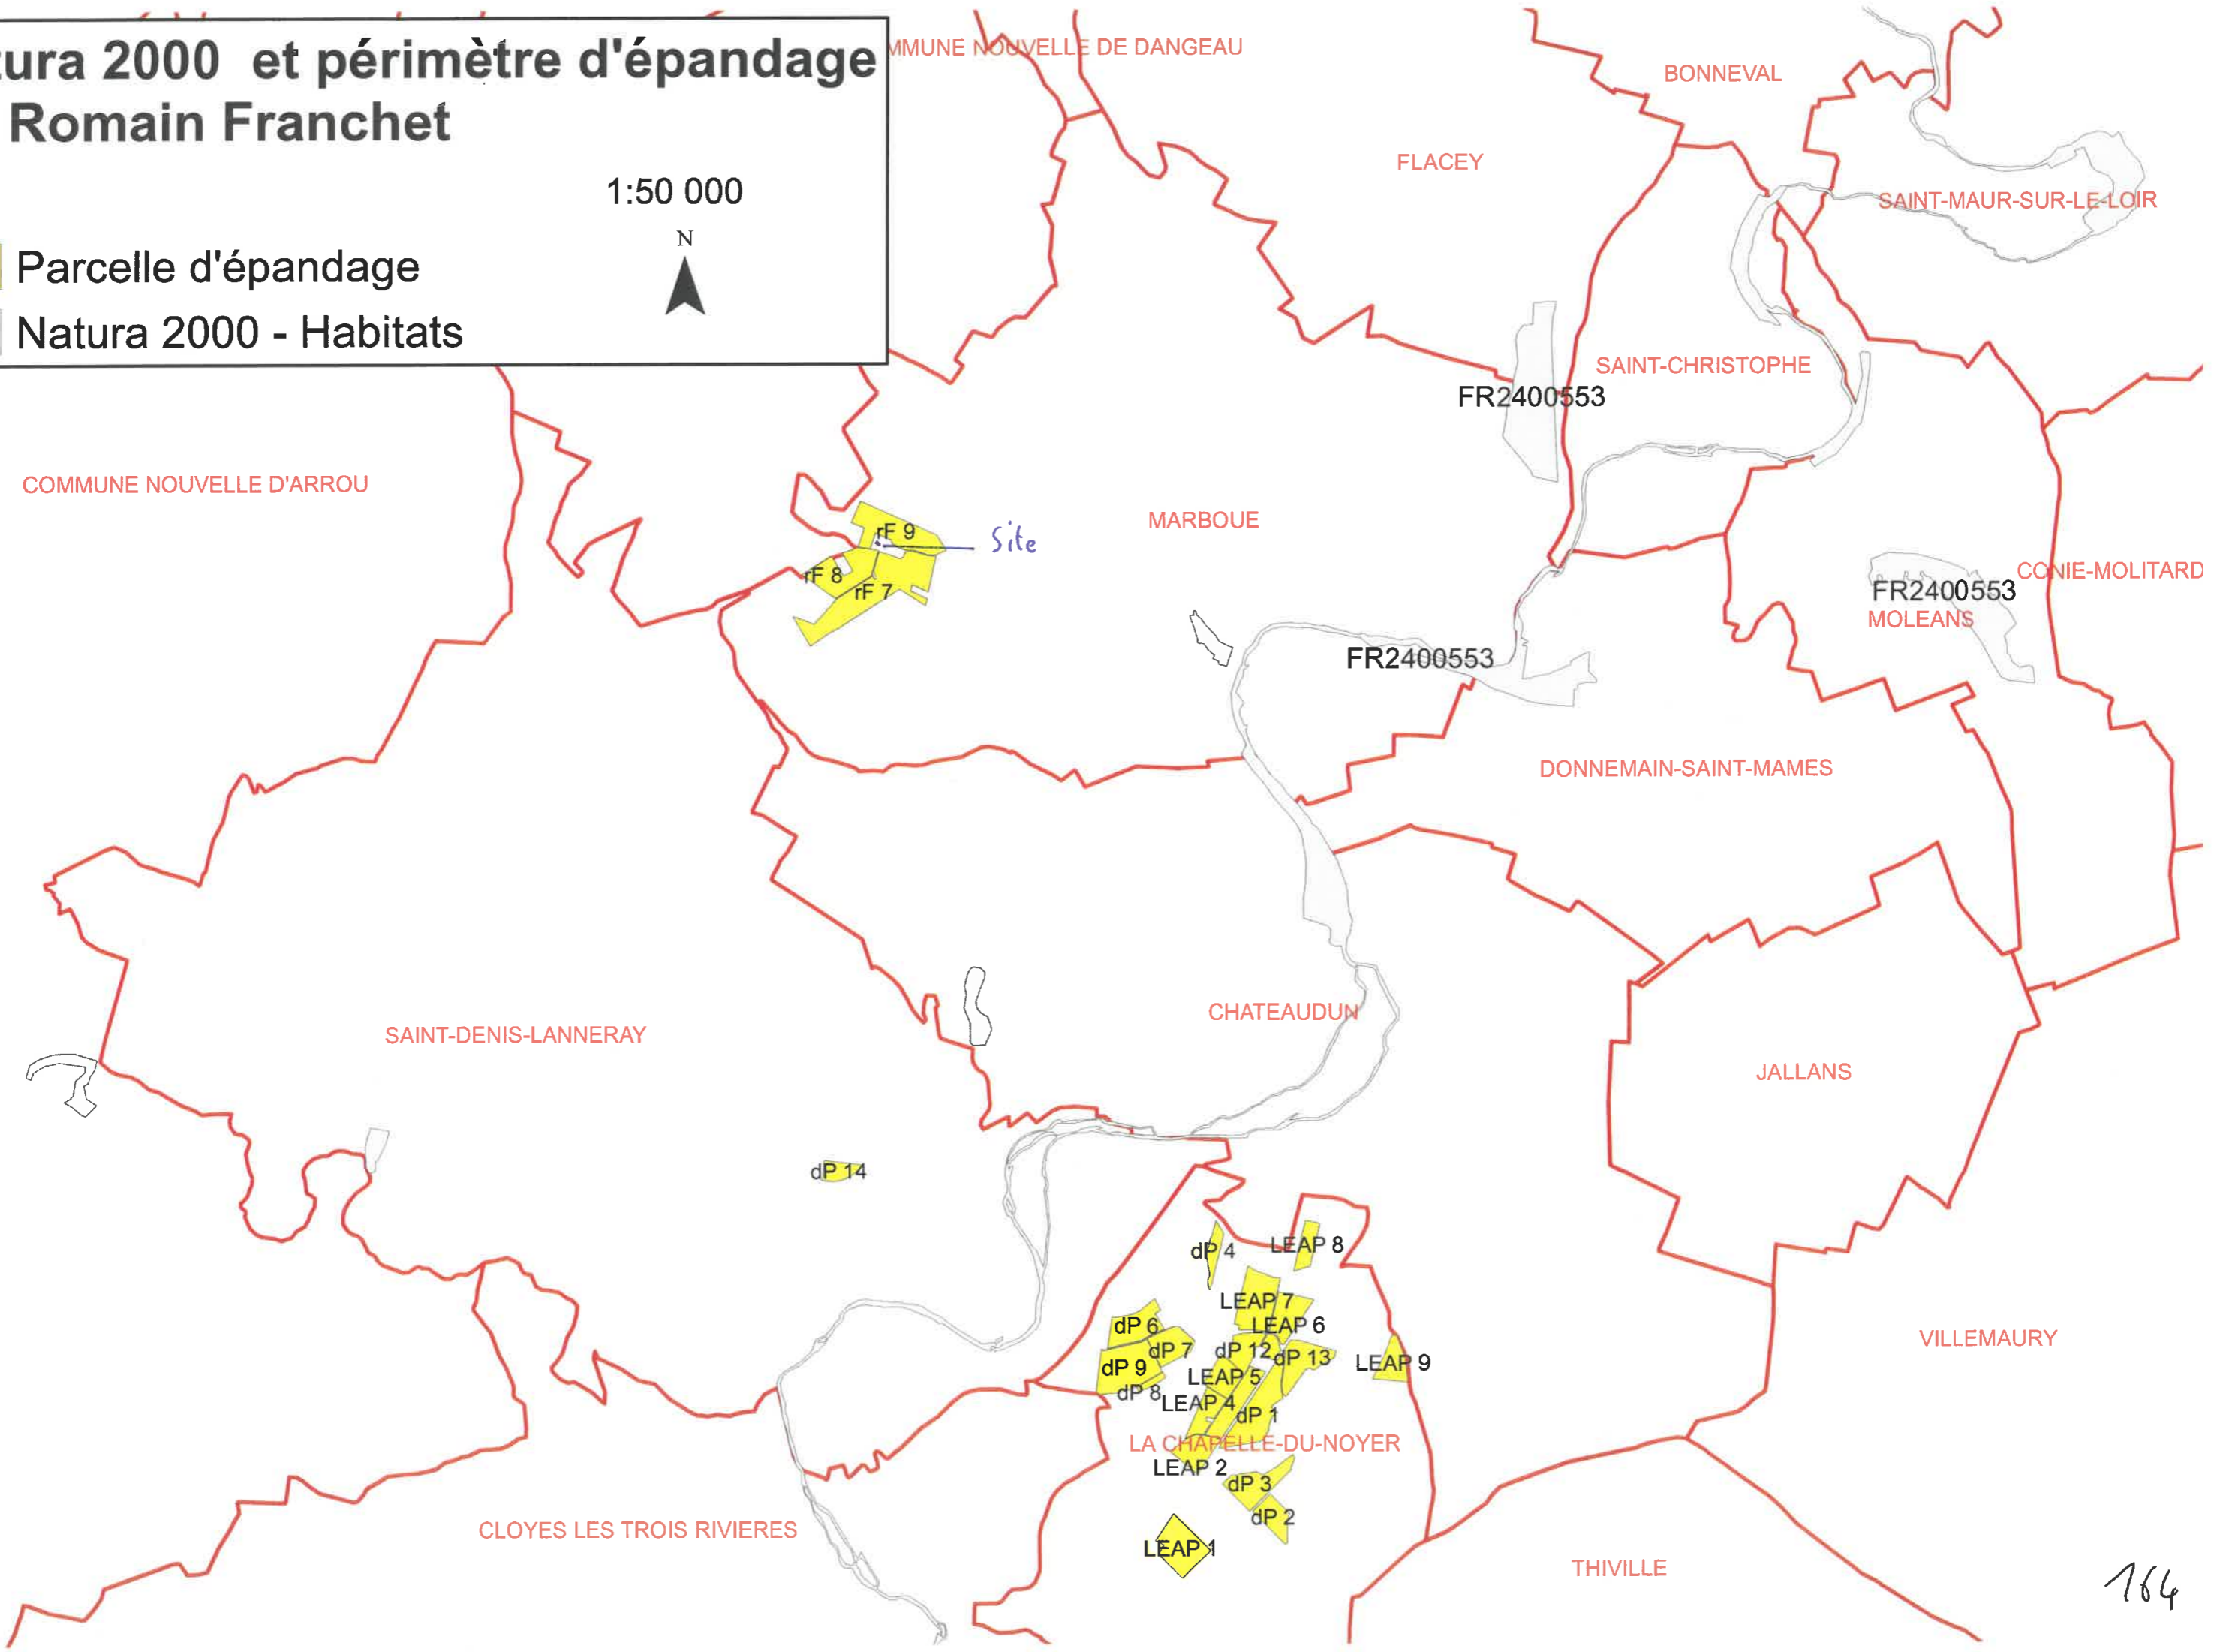 tura 2000 et périmètre d'épandage
Romain Franchet
1:50 000
N
Parcelle d'épandage
Natura 2000 - Habitats
MMUNE NOUVELLE DE DANGEAU
BONNEVAL
FLACEY
SAINT-MAUR-SUR-LE-LOIR
SAINT-CHRISTOPHE
FR2400553
COMMUNE NOUVELLE D'ARROU
MARBOUE
rF 9
Site
rF 8
rF 7
CONIE-MOLITARD
FR2400553
MOLEANS
FR2400553
DONNEMAIN-SAINT-MAMES
CHATEAUDUN
SAINT-DENIS-LANNERAY
JALLANS
dP 14
dP 4
LEAP 8
LEAP 7
LEAP 6
dP 6
dP 7
dP 12
dP 13
LEAP 9
VILLEMAURY
dP 9
LEAP 5
dP 8
LEAP 4
dP 1
LA CHAPELLE-DU-NOYER
LEAP 2
dP 3
dP 2
CLOYES LES TROIS RIVIERES
LEAP 1
THIVILLE
164